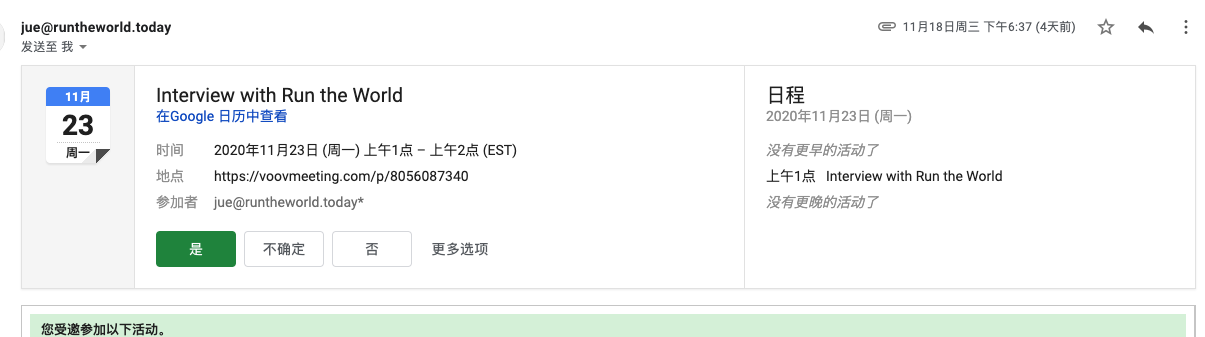 jue@runtheworld.today
11月18日周三 下午6:37 (4天前)
发送至 我
11月
23
周一
Interview with Run the World
在Google 日历中查看
时间 2020年11月23日 (周一) 上午1点 – 上午2点 (EST)
地点 https://voovmeeting.com/p/8056087340
参加者 jue@runtheworld.today*
是 不确定 否 更多选项
日程
2020年11月23日 (周一)
没有更早的活动了
上午1点 Interview with Run the World
没有更晚的活动了
您受邀参加以下活动。